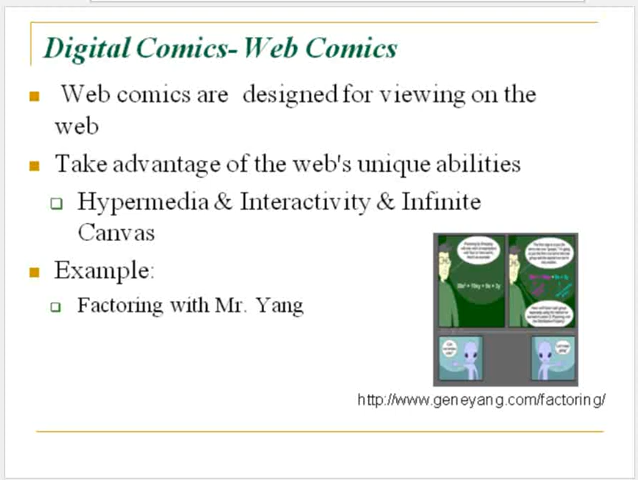 Digital Comics- Web Comics
Web comics are designed for viewing on the
web
Take advantage of the web's unique abilities
Hypermedia & Interactivity & Infinite
Canvas
Example:
Factoring with Mr. Yang
http://www.geneyang.com/factoring/